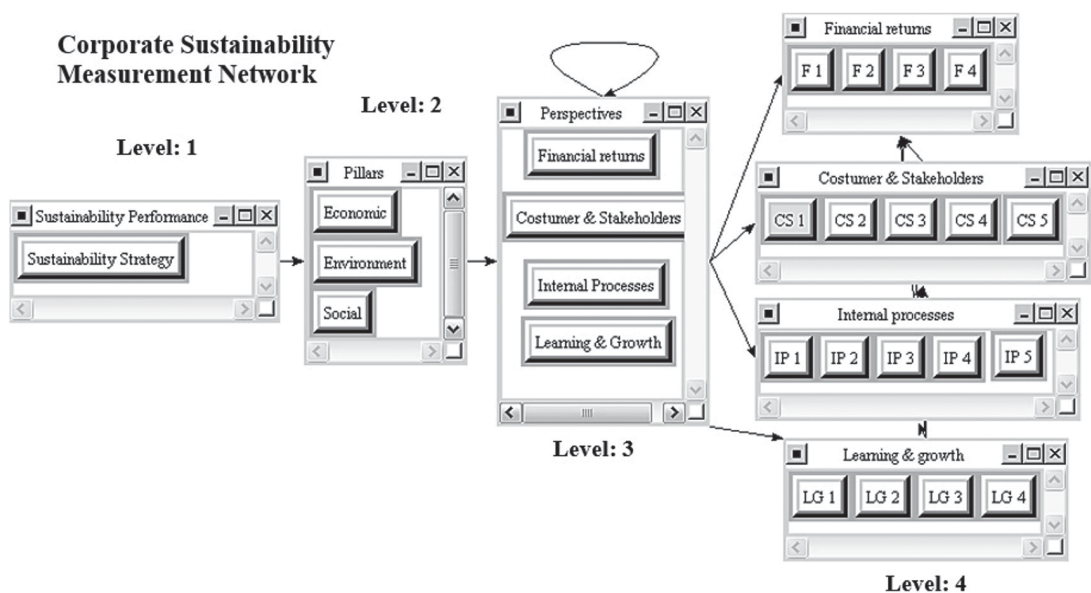 Corporate Sustainability
Measurement Network
Level: 1
Sustainability Performance
Sustainability Strategy
Level: 2
Pillars
Economic
Environment
Social
Perspectives
Financial returns
Costumer & Stakeholders
Internal Processes
Learning & Growth
Level: 3
Financial returns
F 1 F 2 F 3 F 4
Costumer & Stakeholders
CS 1 CS 2 CS 3 CS 4 CS 5
Internal processes
IP 1 IP 2 IP 3 IP 4 IP 5
Learning & growth
LG 1 LG 2 LG 3 LG 4
Level: 4